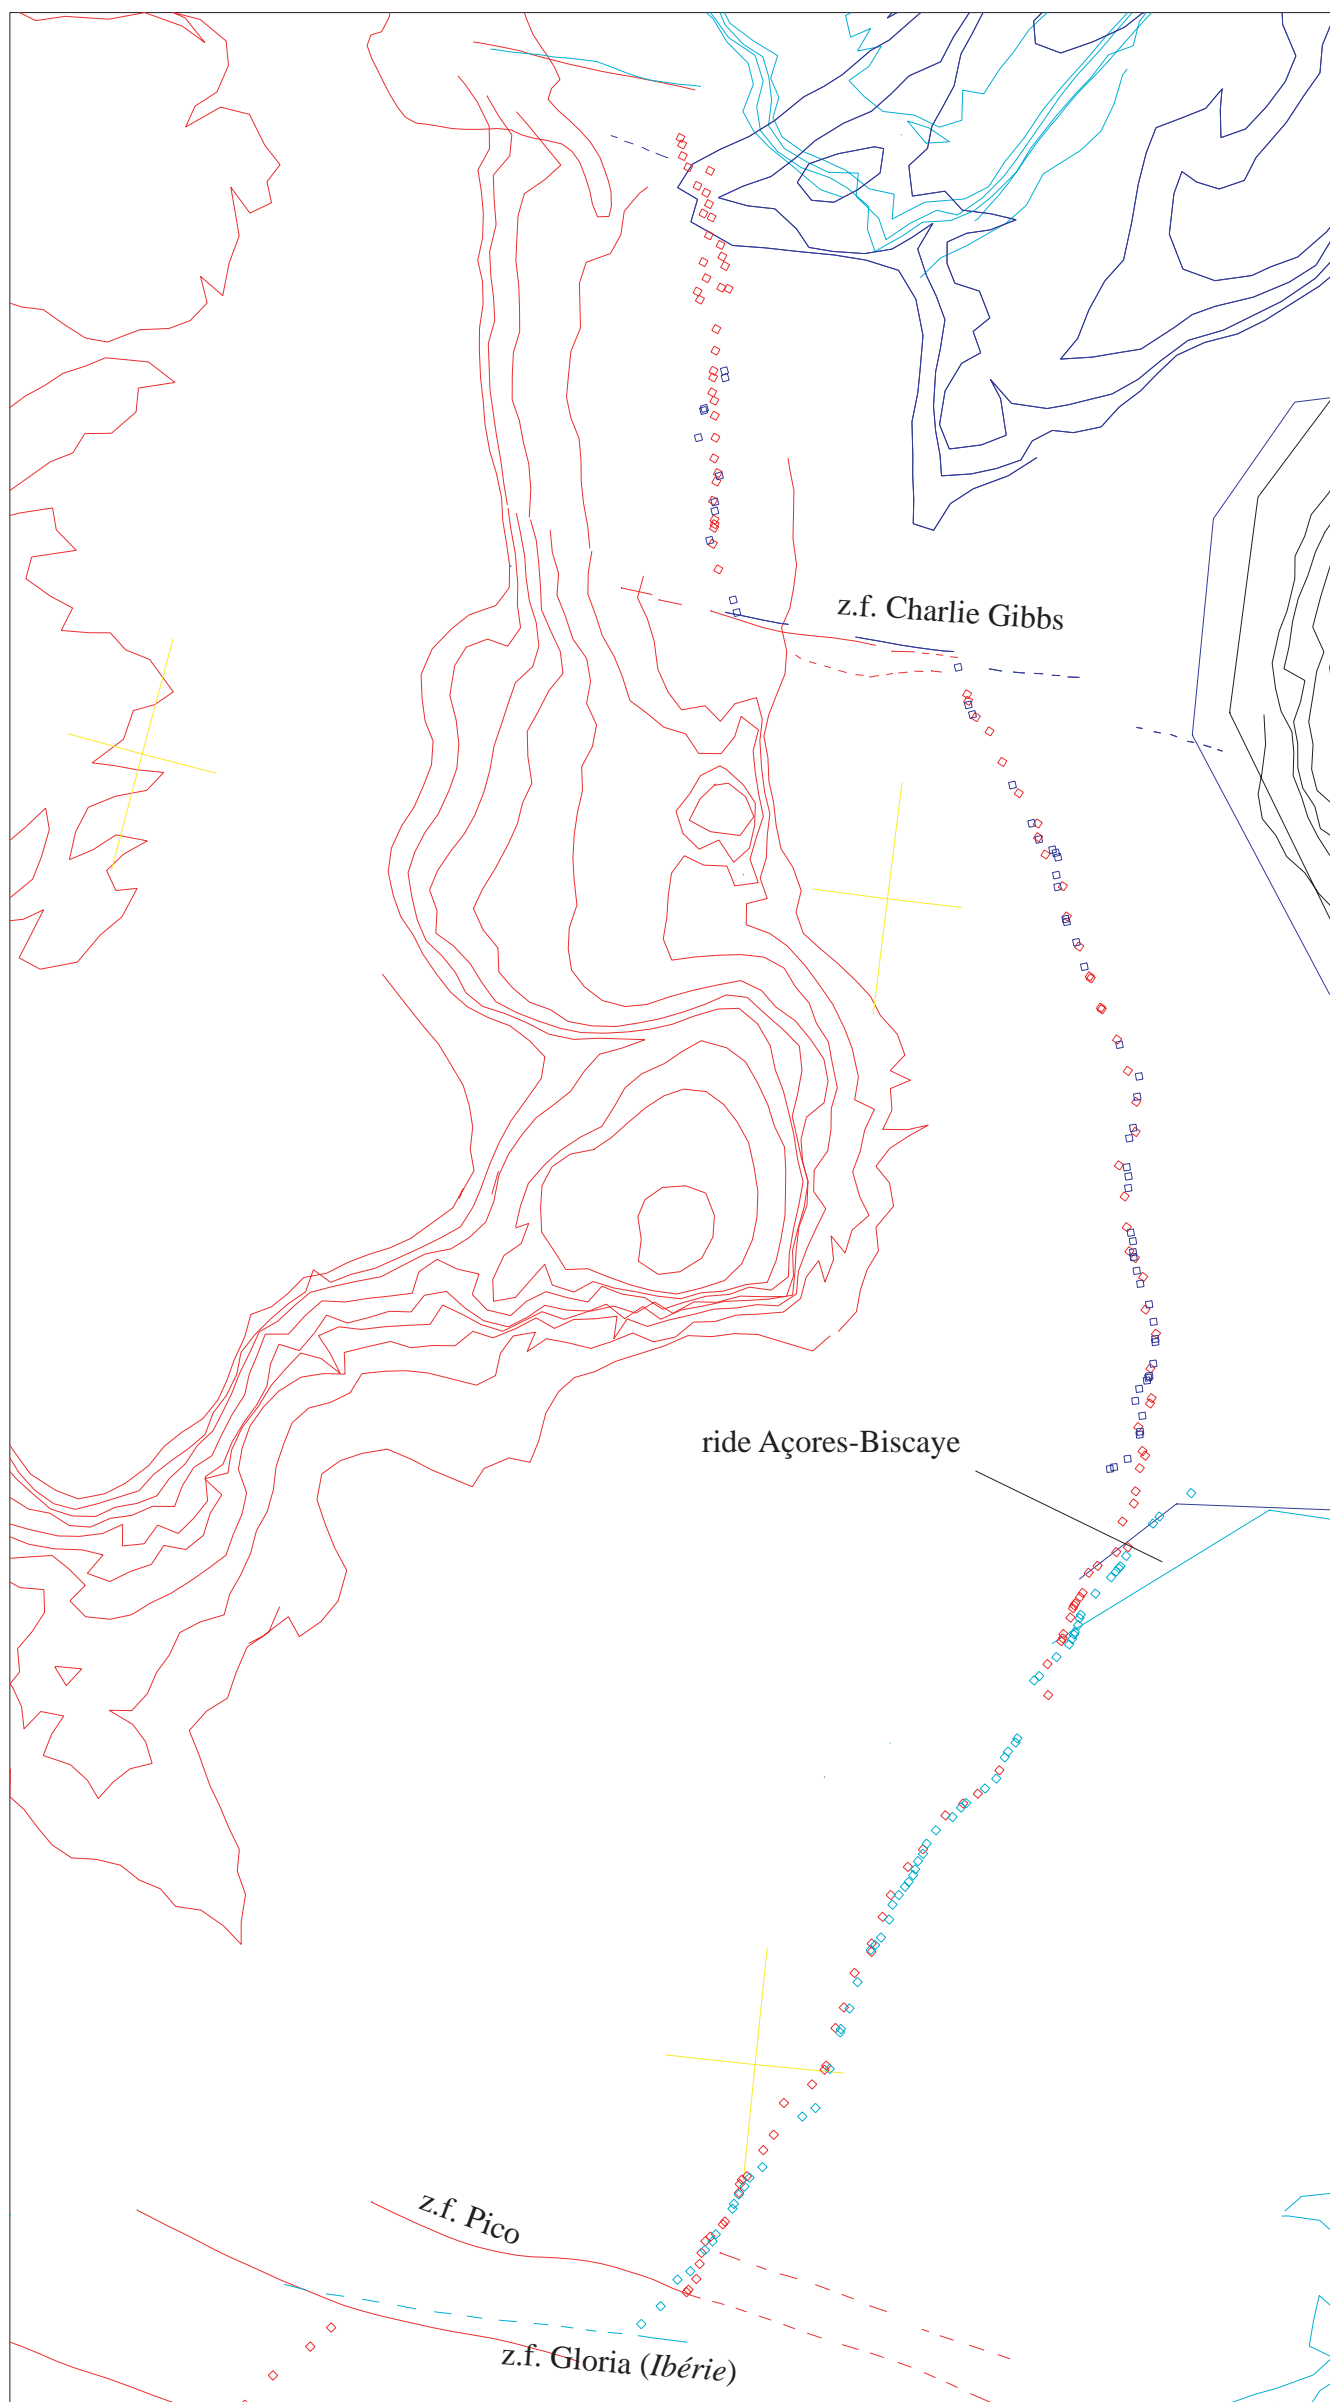 z.f. Charlie Gibbs
ride Açores-Biscaye
z.f. Pico
z.f. Gloria (Ibérie)